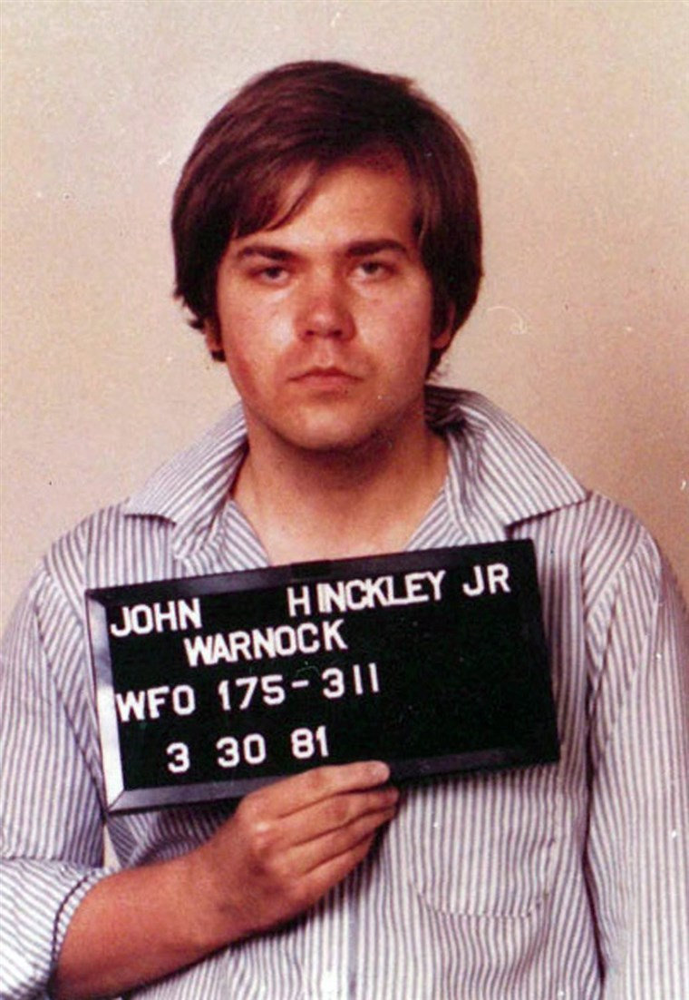 JOHN HINCKLEY JR
WARNOCK
WFO 175-311
3 30 81